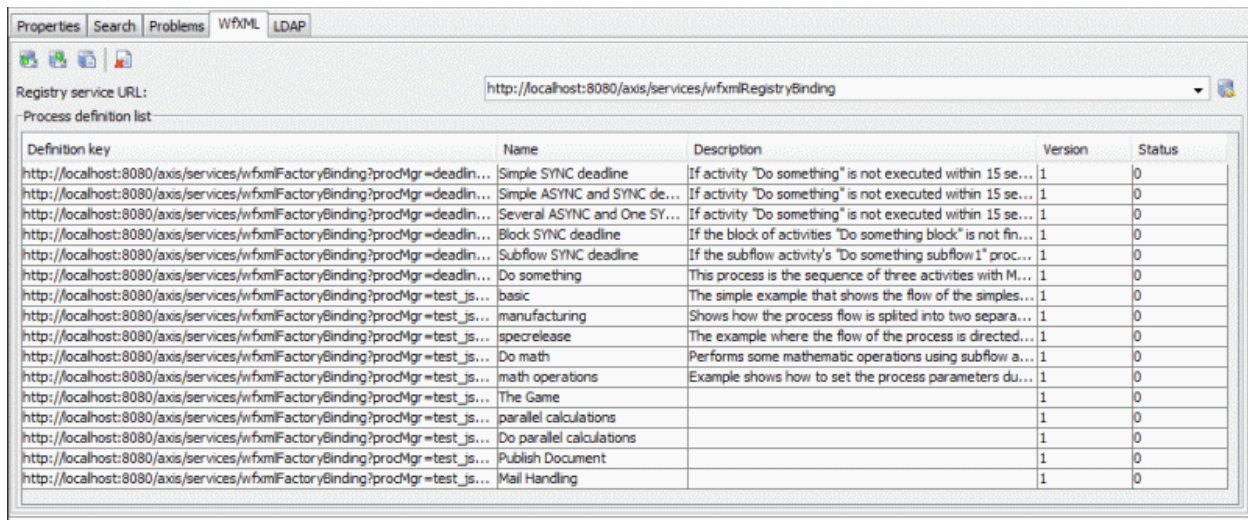 Properties Search Problems WfXML LDAP
Registry service URL: http://localhost:8080/axis/services/wfxmlRegistryBinding
Process definition list
Definition key Name Description Version Status
http://localhost:8080/axis/services/wfxmlFactoryBinding?procMgr=deadlin... Simple SYNC deadline If activity "Do something" is not executed within 15 se... 1 0
http://localhost:8080/axis/services/wfxmlFactoryBinding?procMgr=deadlin... Simple ASYNC and SYNC de... If activity "Do something" is not executed within 15 se... 1 0
http://localhost:8080/axis/services/wfxmlFactoryBinding?procMgr=deadlin... Several ASYNC and One SY... If activity "Do something" is not executed within 15 se... 1 0
http://localhost:8080/axis/services/wfxmlFactoryBinding?procMgr=deadlin... Block SYNC deadline If the block of activities "Do something block" is not fin... 1 0
http://localhost:8080/axis/services/wfxmlFactoryBinding?procMgr=deadlin... Subflow SYNC deadline If the subflow activity's "Do something subflow1" proc... 1 0
http://localhost:8080/axis/services/wfxmlFactoryBinding?procMgr=deadlin... Do something This process is the sequence of three activities with M... 1 0
http://localhost:8080/axis/services/wfxmlFactoryBinding?procMgr=test_js... basic The simple example that shows the flow of the simples... 1 0
http://localhost:8080/axis/services/wfxmlFactoryBinding?procMgr=test_js... manufacturing Shows how the process flow is splited into two separa... 1 0
http://localhost:8080/axis/services/wfxmlFactoryBinding?procMgr=test_js... specrelease The example where the flow of the process is directed... 1 0
http://localhost:8080/axis/services/wfxmlFactoryBinding?procMgr=test_js... Do math Performs some mathematic operations using subflow a... 1 0
http://localhost:8080/axis/services/wfxmlFactoryBinding?procMgr=test_js... math operations Example shows how to set the process parameters du... 1 0
http://localhost:8080/axis/services/wfxmlFactoryBinding?procMgr=test_js... The Game 1 0
http://localhost:8080/axis/services/wfxmlFactoryBinding?procMgr=test_js... parallel calculations 1 0
http://localhost:8080/axis/services/wfxmlFactoryBinding?procMgr=test_js... Do parallel calculations 1 0
http://localhost:8080/axis/services/wfxmlFactoryBinding?procMgr=test_js... Publish Document 1 0
http://localhost:8080/axis/services/wfxmlFactoryBinding?procMgr=test_js... Mail Handling 1 0